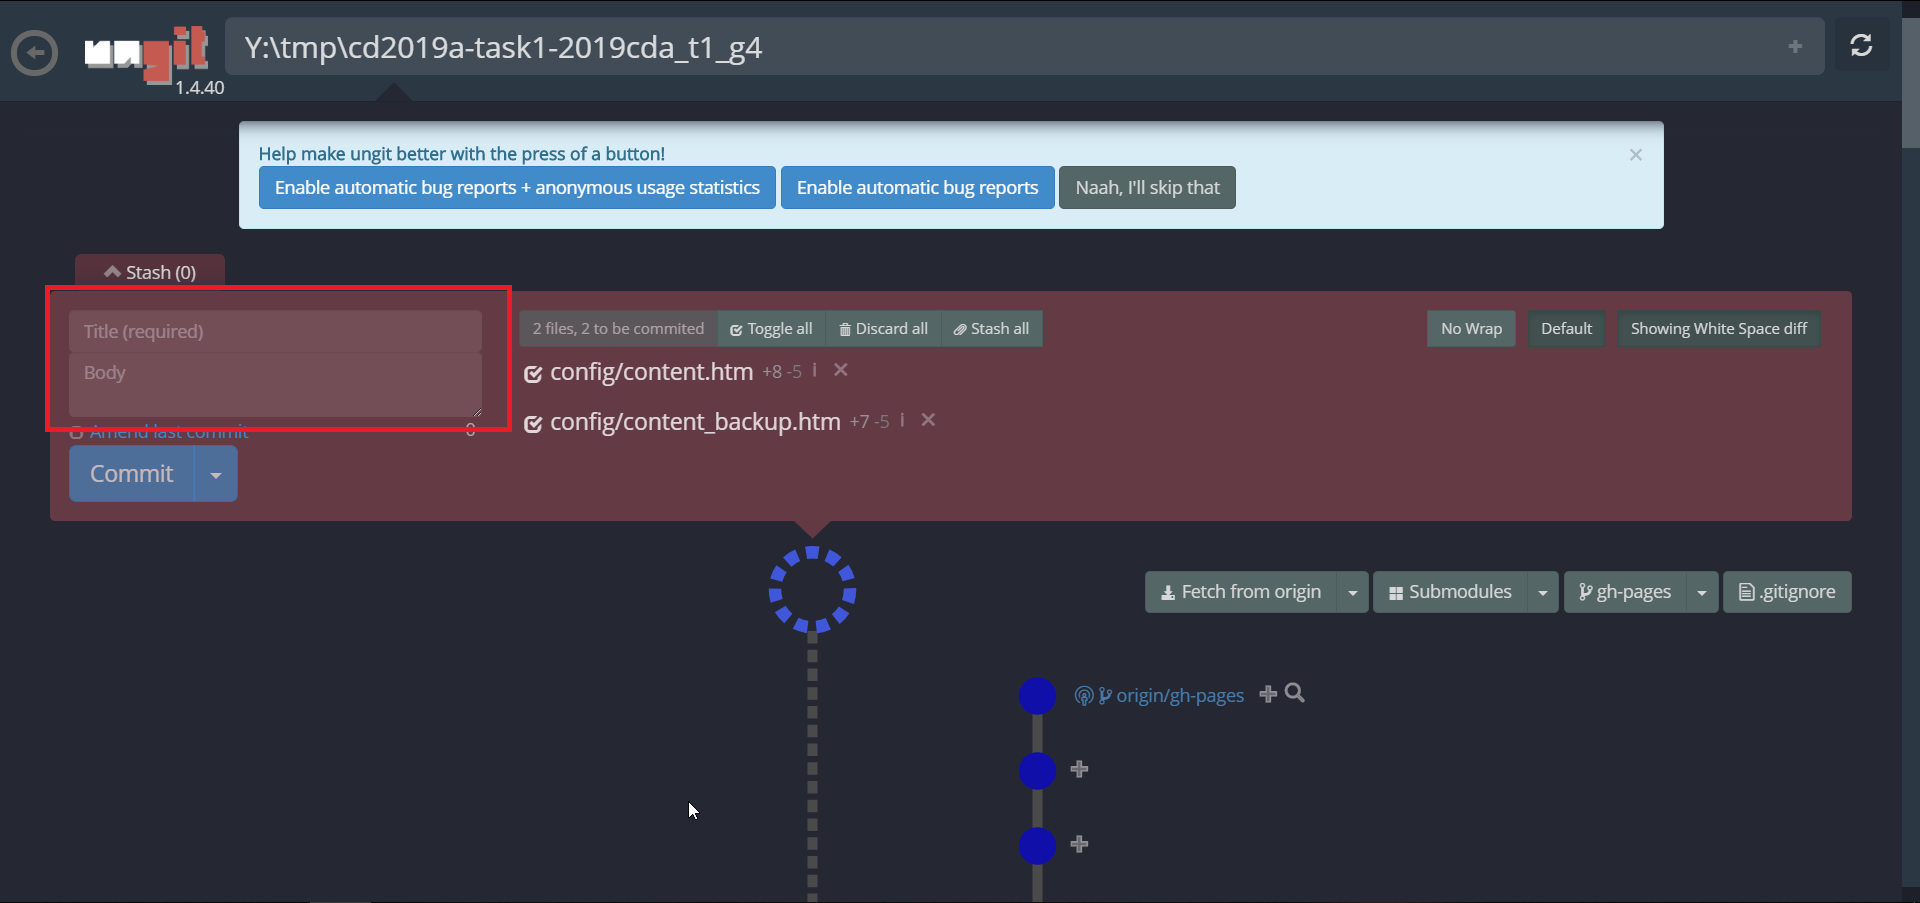 ungit
Y:\tmp\cd2019a-task1-2019cda_t1_g4
1.4.40
Help make ungit better with the press of a button!
Enable automatic bug reports + anonymous usage statistics Enable automatic bug reports Naah, I'll skip that
Stash (0)
Title (required)
2 files, 2 to be commited Toggle all Discard all Stash all No Wrap Default Showing White Space diff
Body
config/content.htm +8 -5
config/content_backup.htm +7 -5
Amend last commit 0
Commit
Fetch from origin Submodules gh-pages .gitignore
origin/gh-pages